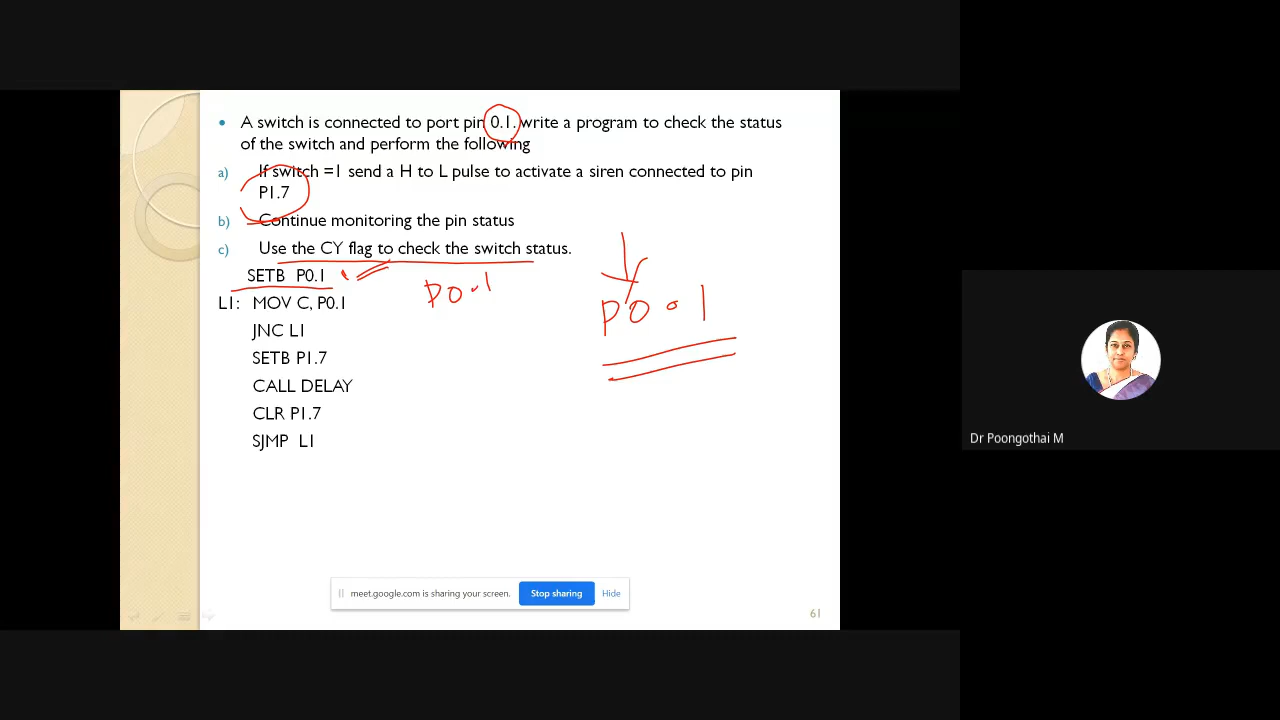 A switch is connected to port pin 0.1. write a program to check the status
of the switch and perform the following
a) If switch =1 send a H to L pulse to activate a siren connected to pin
P1.7
b) Continue monitoring the pin status
c) Use the CY flag to check the switch status.
SETB P0.1
P0.1
P0.1
L1: MOV C, P0.1
JNC L1
SETB P1.7
CALL DELAY
CLR P1.7
SJMP L1
meet.google.com is sharing your screen. Stop sharing Hide
61
Dr Poongothai M